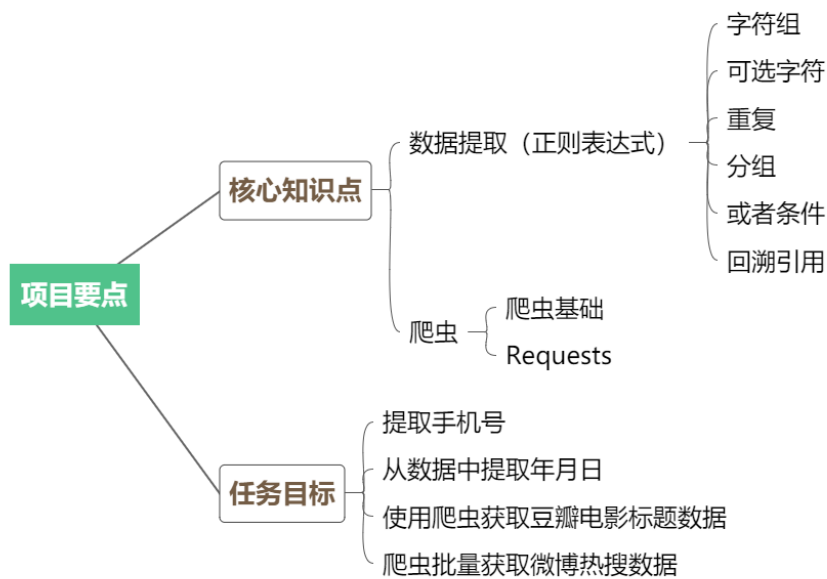 项目要点
核心知识点
数据提取（正则表达式）
字符组
可选字符
重复
分组
或者条件
回溯引用
爬虫
爬虫基础
Requests
任务目标
提取手机号
从数据中提取年月日
使用爬虫获取豆瓣电影标题数据
爬虫批量获取微博热搜数据